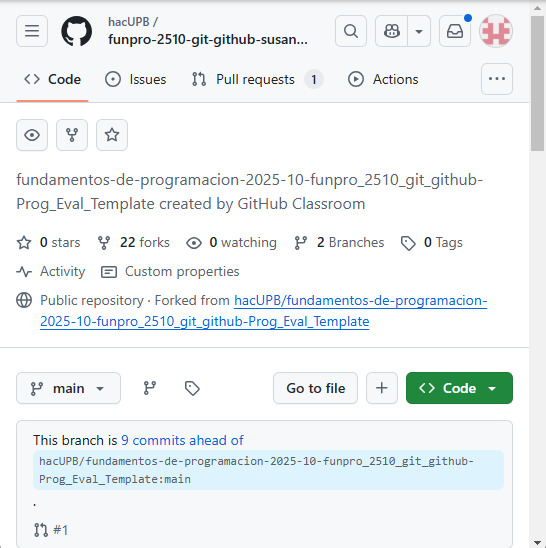 hacUPB /
funpro-2510-git-github-susan...
Code
Issues
Pull requests 1
Actions
fundamentos-de-programacion-2025-10-funpro_2510_git_github-
Prog_Eval_Template created by GitHub Classroom
0 stars
22 forks
0 watching
2 Branches
0 Tags
Activity
Custom properties
Public repository · Forked from hacUPB/fundamentos-de-programacion-
2025-10-funpro_2510_git_github-Prog_Eval_Template
main
Go to file
Code
This branch is 9 commits ahead of
hacUPB/fundamentos-de-programacion-2025-10-funpro_2510_git_github-
Prog_Eval_Template:main
.
#1